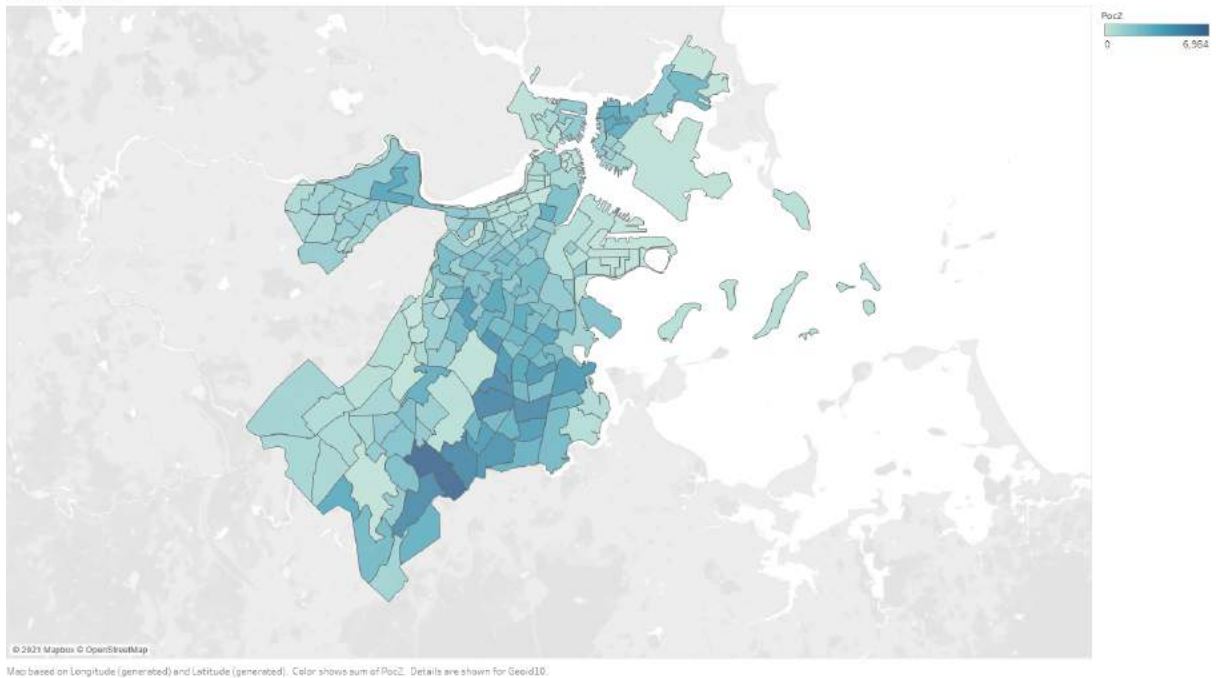 Poc2
0 6,984
© 2021 Mapbox © OpenStreetMap
Map based on Longitude (generated) and Latitude (generated). Color shows sum of Poc2. Details are shown for Geoid10.